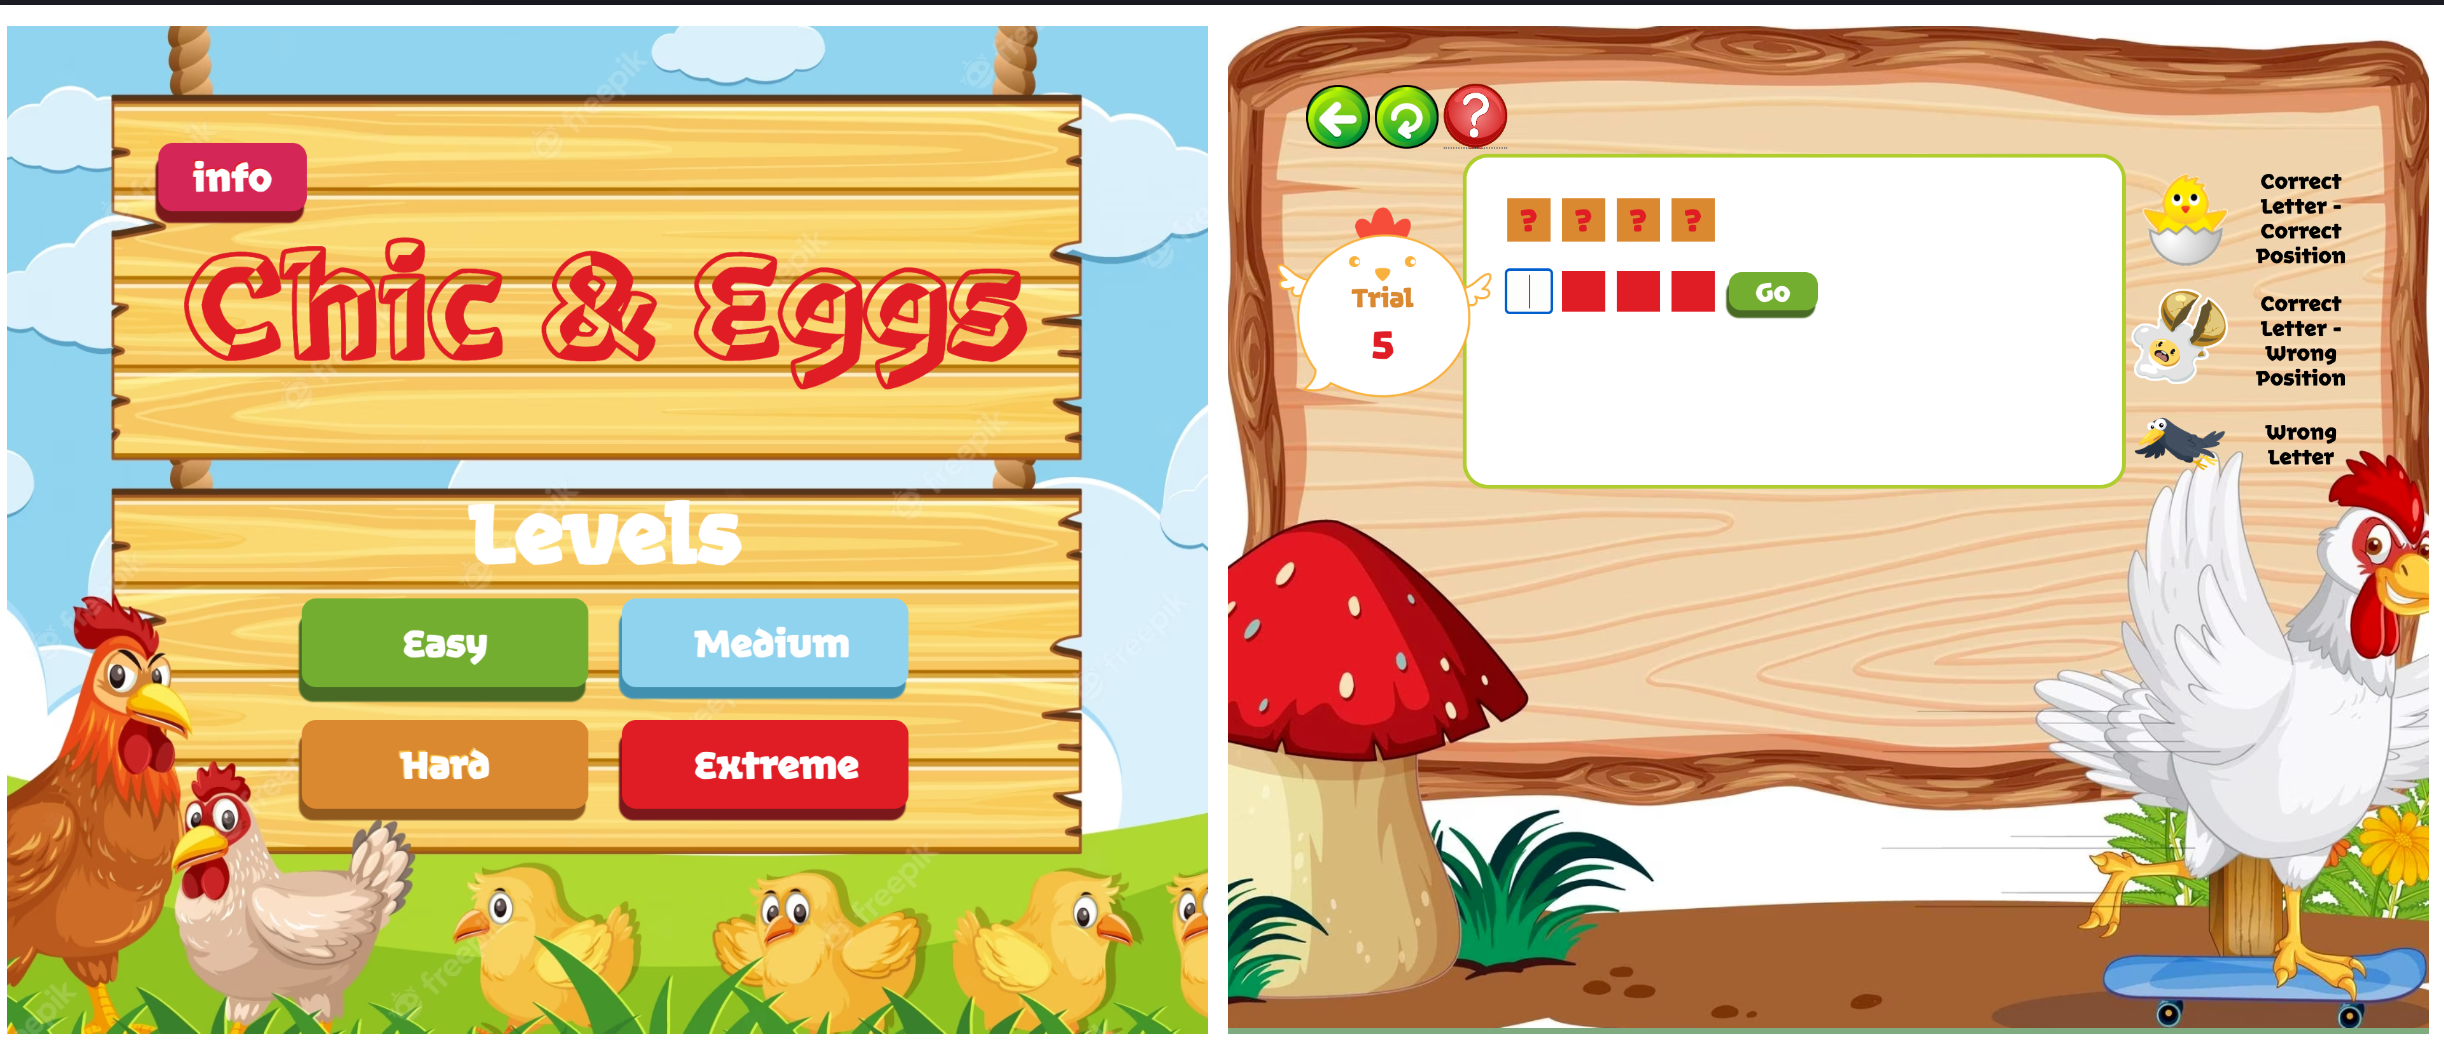 info
Chic & Eggs
Levels
Easy
Medium
Hard
Extreme
freepik
?
? ? ? ?
Go
Trial
5
Correct
Letter -
Correct
Position
Correct
Letter -
Wrong
Position
Wrong
Letter